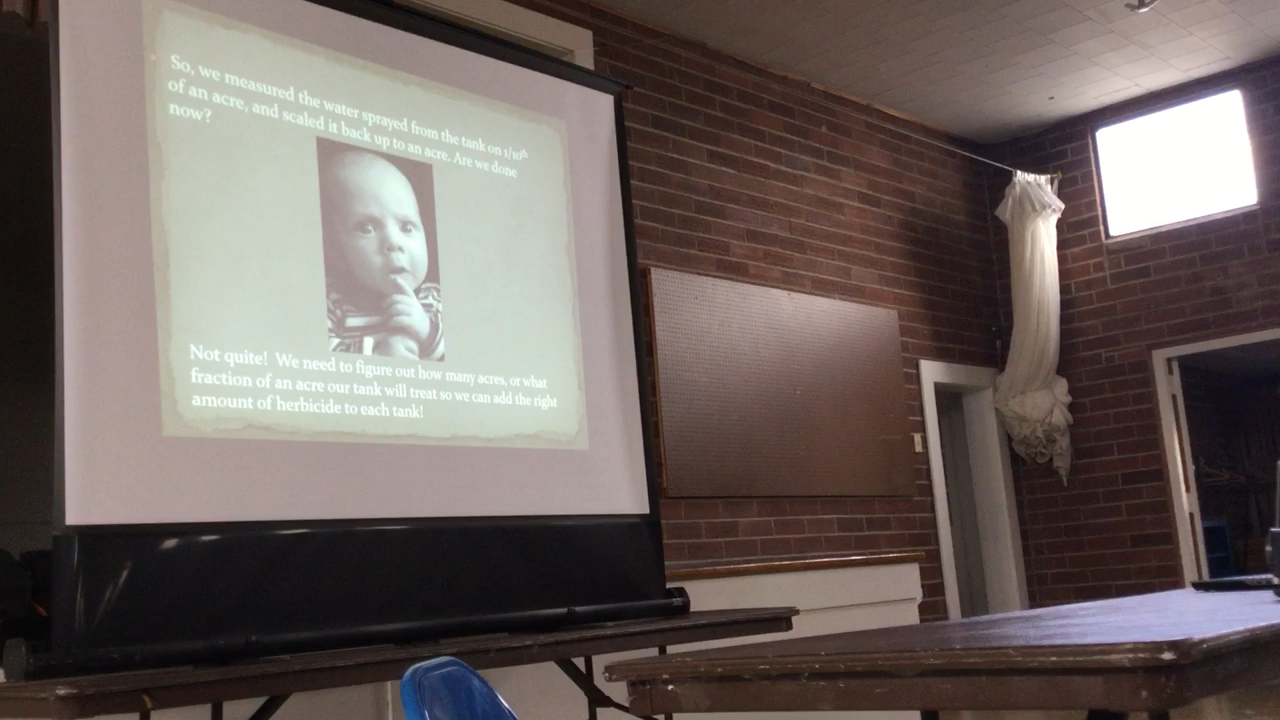 So, we measured the water sprayed from the tank on 1/10th
of an acre, and scaled it back up to an acre. Are we done
now?
Not quite! We need to figure out how many acres, or what
fraction of an acre our tank will treat so we can add the right
amount of herbicide to each tank!